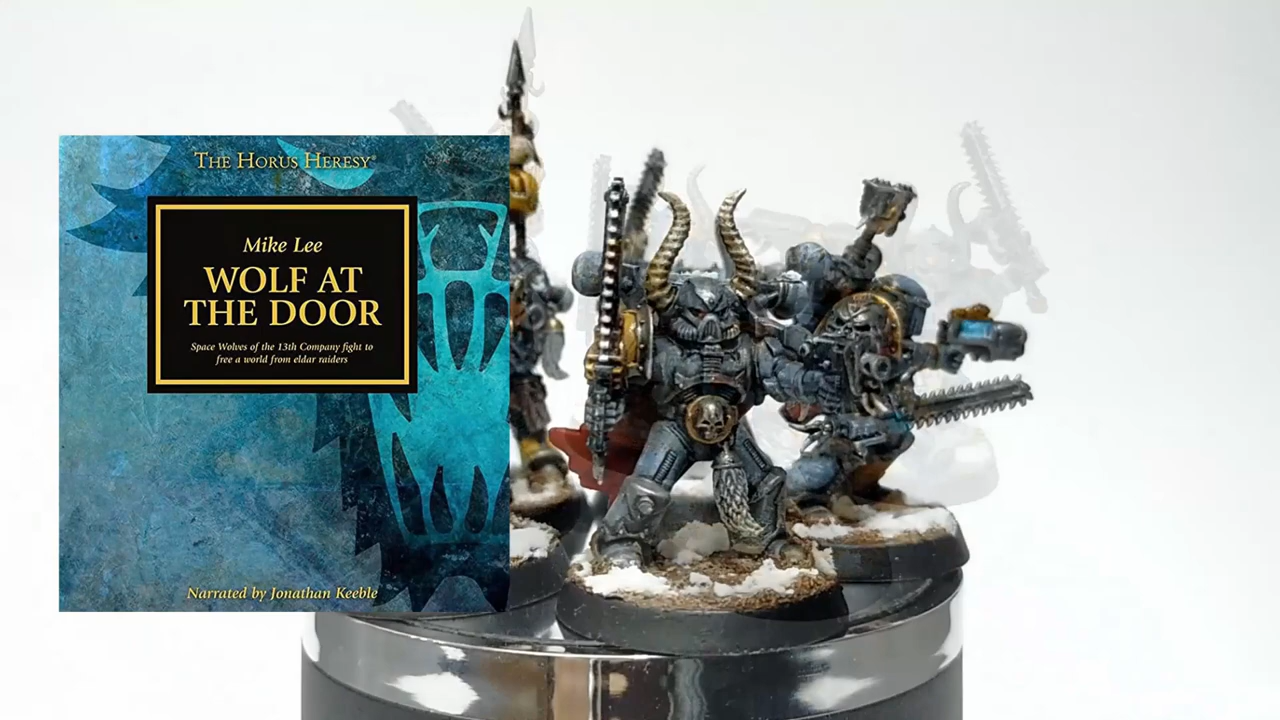 THE HORUS HERESY®
Mike Lee
WOLF AT
THE DOOR
Space Wolves of the 13th Company fight to
free a world from eldar raiders
Narrated by Jonathan Keeble